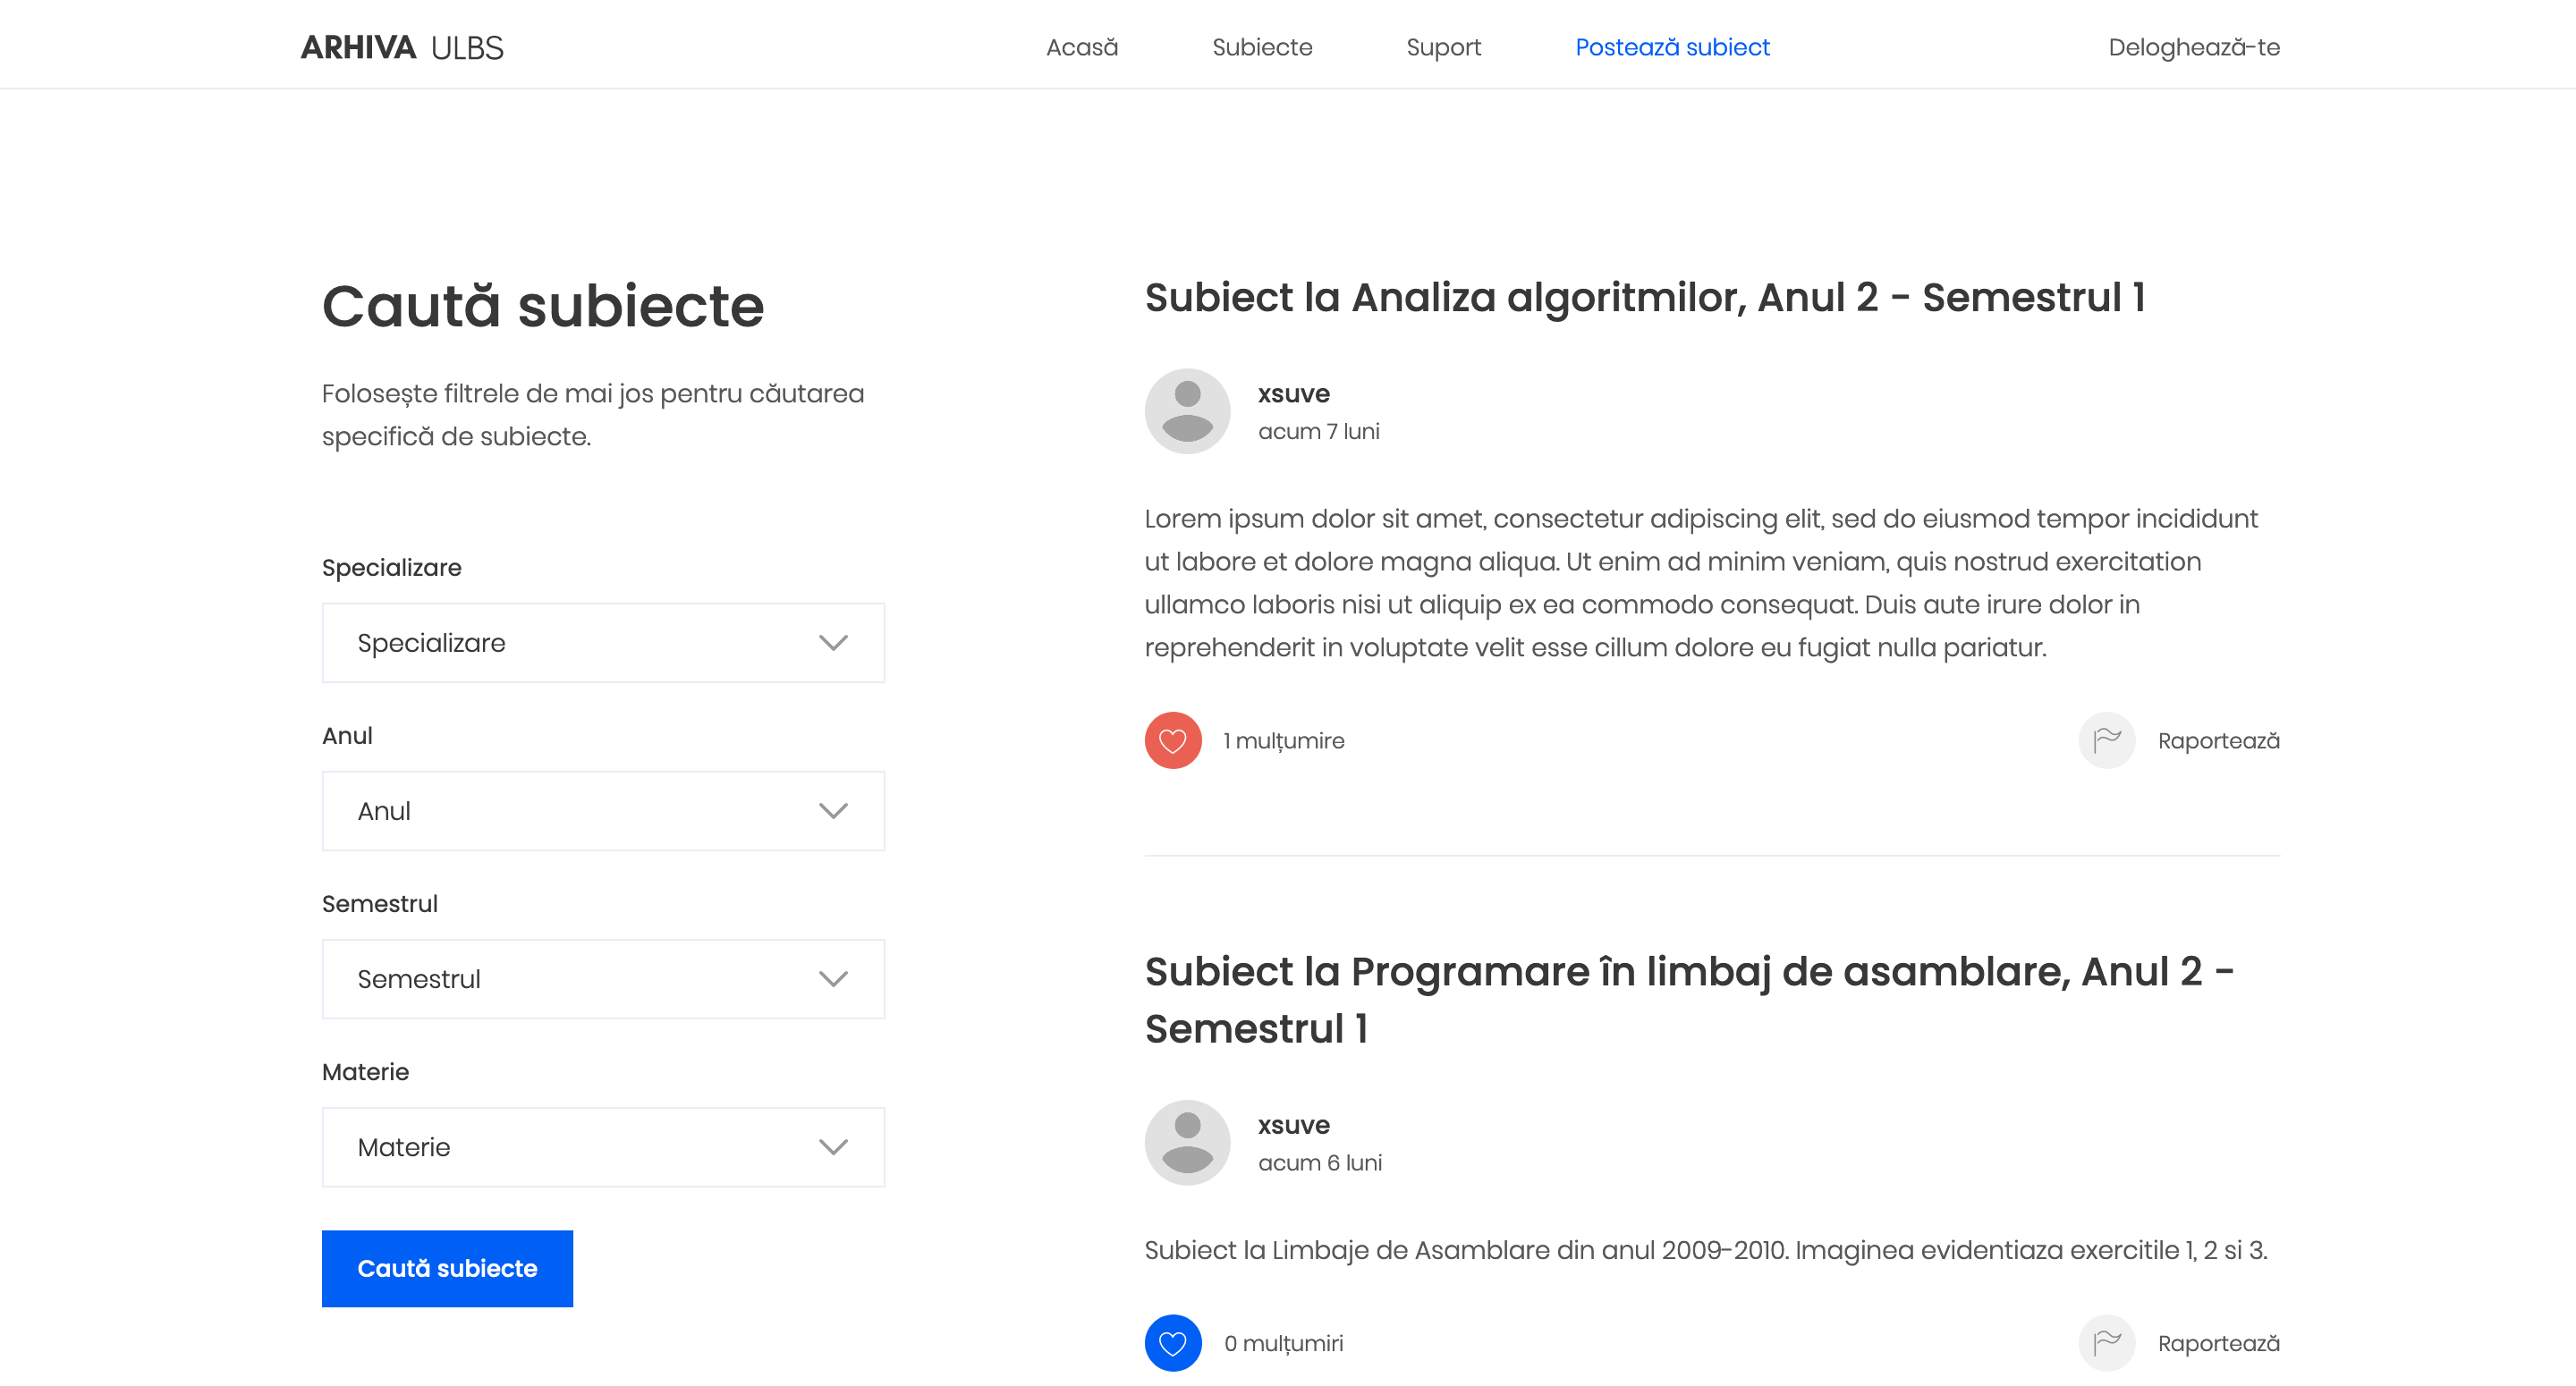 ARHIVA ULBS
Acasă
Subiecte
Suport
Postează subiect
Deloghează-te
Caută subiecte
Folosește filtrele de mai jos pentru căutarea
specifică de subiecte.
Specializare
Specializare
Anul
Anul
Semestrul
Semestrul
Materie
Materie
Caută subiecte
Subiect la Analiza algoritmilor, Anul 2 - Semestrul 1
xsuve
acum 7 luni
Lorem ipsum dolor sit amet, consectetur adipiscing elit, sed do eiusmod tempor incididunt
ut labore et dolore magna aliqua. Ut enim ad minim veniam, quis nostrud exercitation
ullamco laboris nisi ut aliquip ex ea commodo consequat. Duis aute irure dolor in
reprehenderit in voluptate velit esse cillum dolore eu fugiat nulla pariatur.
1 mulțumire
Raportează
Subiect la Programare în limbaj de asamblare, Anul 2 -
Semestrul 1
xsuve
acum 6 luni
Subiect la Limbaje de Asamblare din anul 2009-2010. Imaginea evidentiaza exercitile 1, 2 si 3.
0 mulțumiri
Raportează